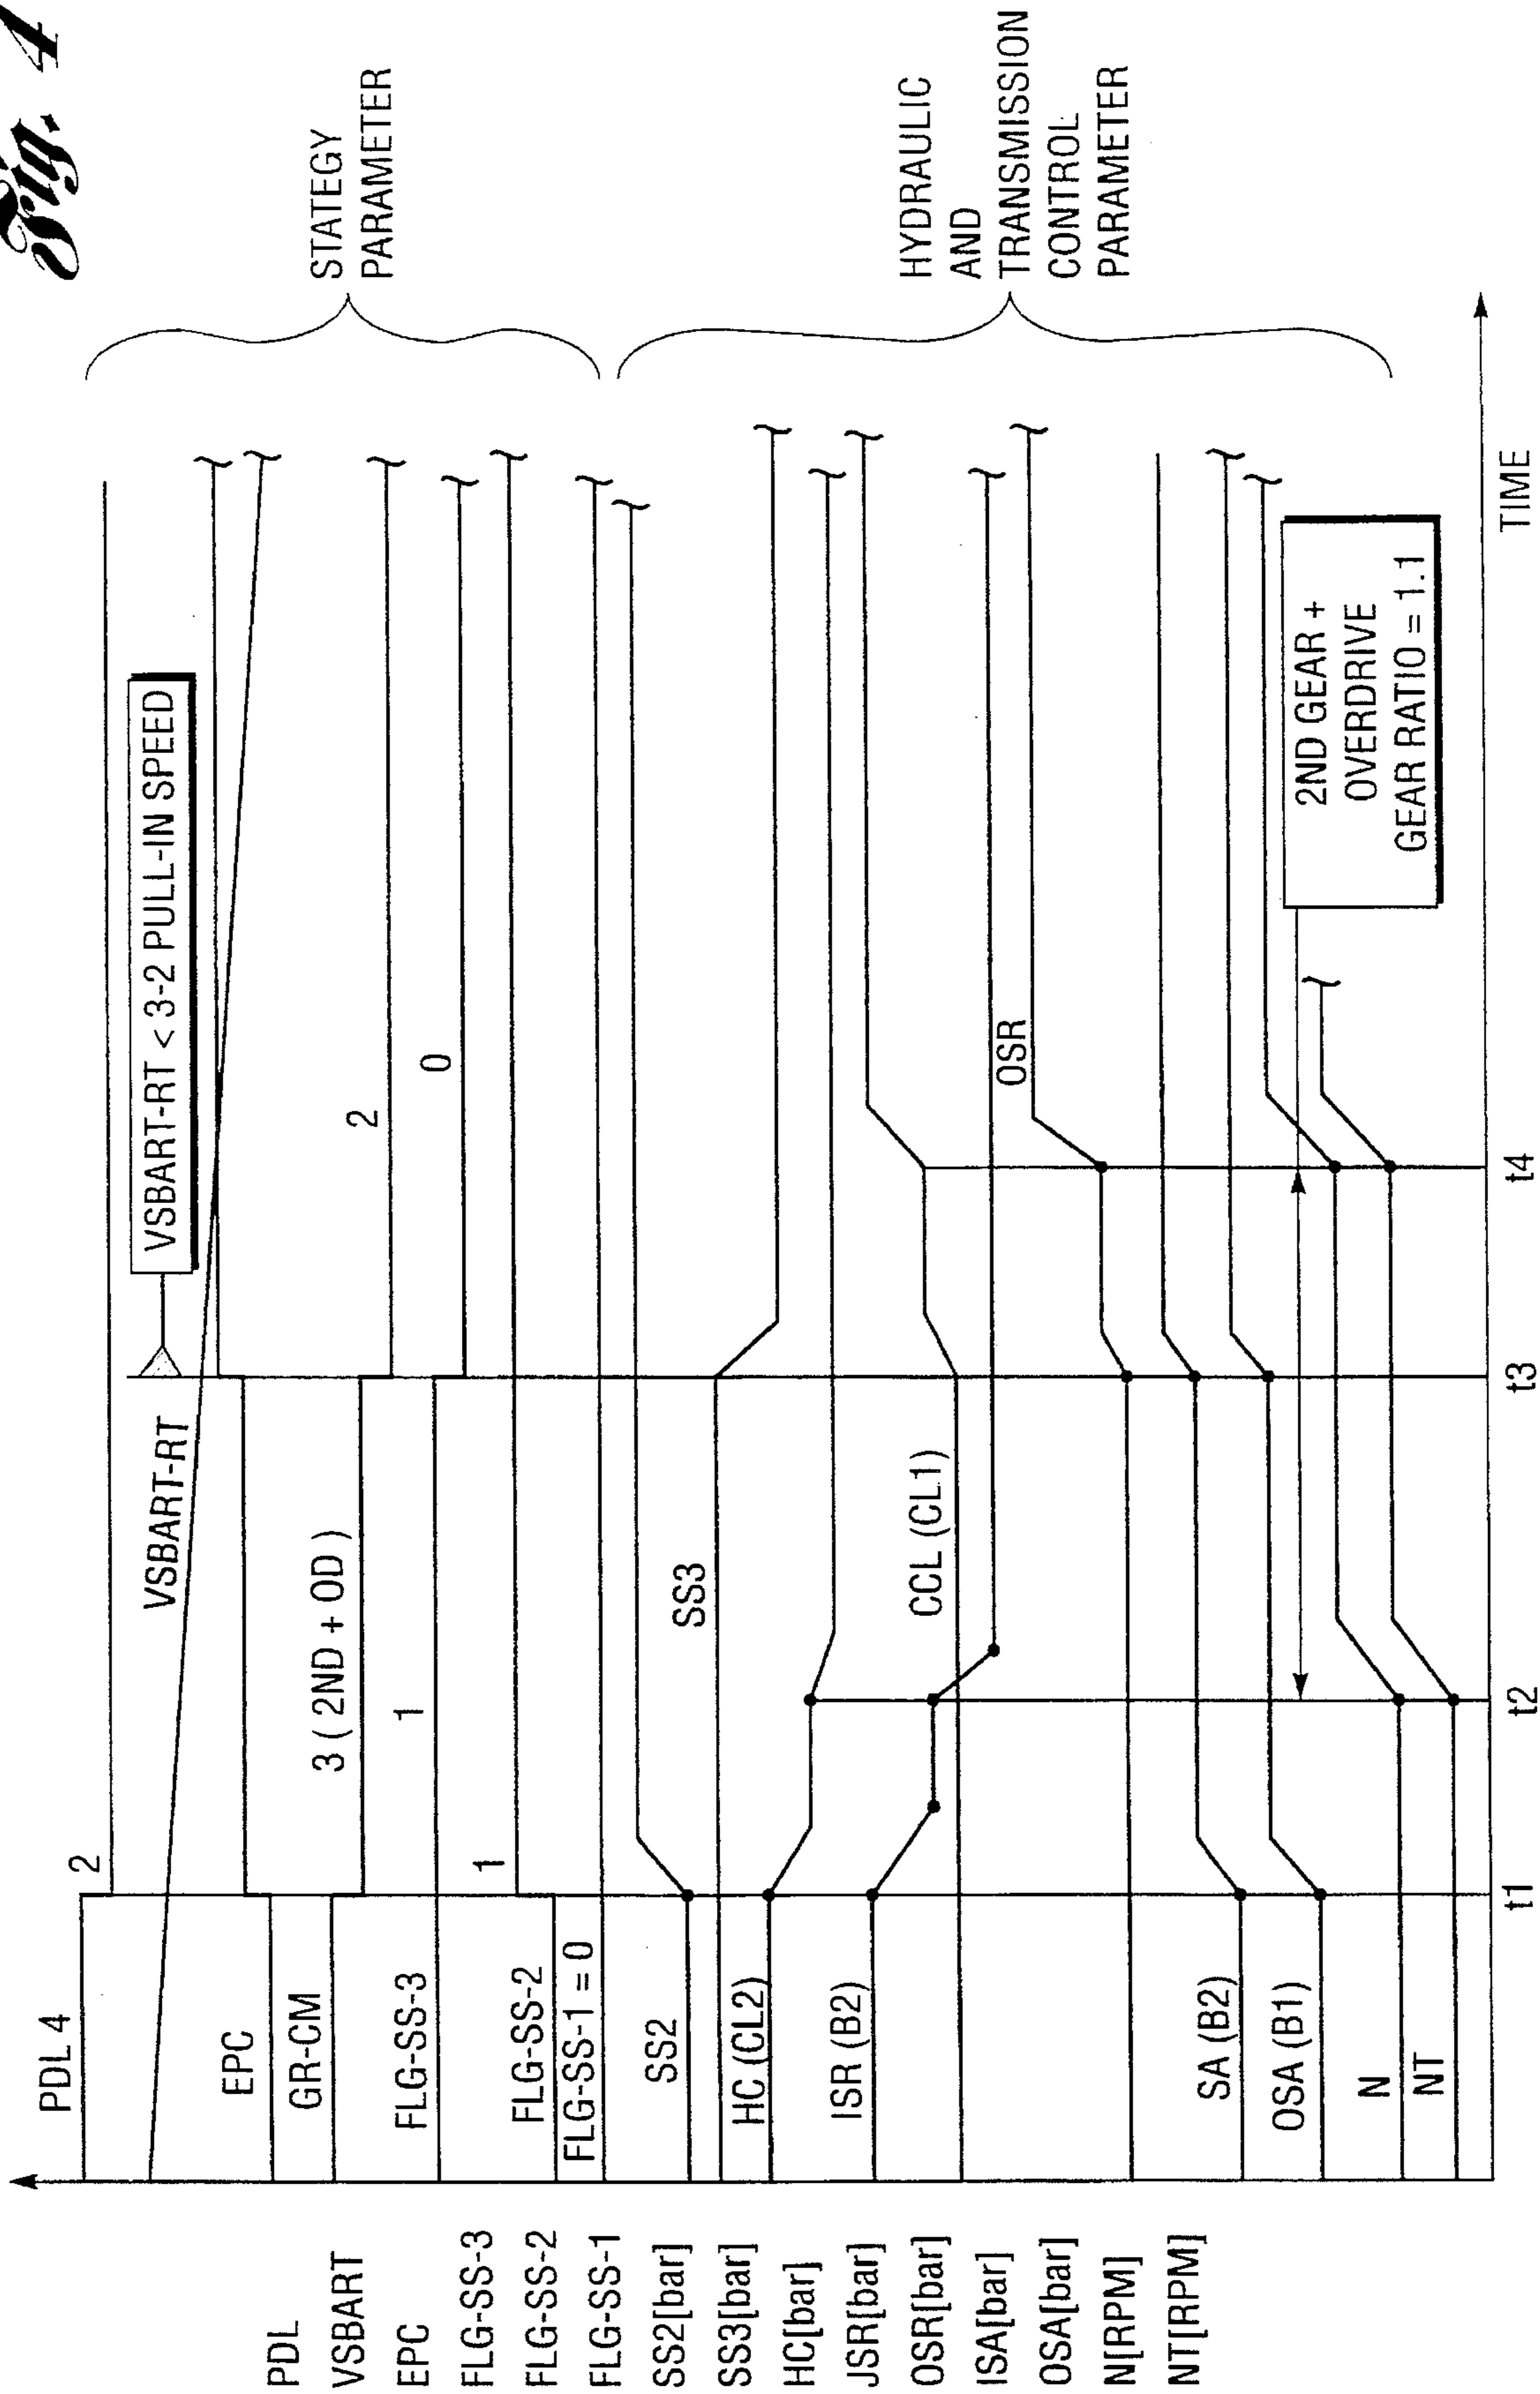 Fig. 4
PDL 4
2
VSBART-RT
VSBART-RT < 3-2 PULL-IN SPEED
EPC
GR-CM
3 ( 2ND + OD )
2
FLG-SS-3
1
0
FLG-SS-2
1
FLG-SS-1 = 0
SS2
SS3
HC (CL2)
ISR (B2)
CCL (CL1)
OSR
SA (B2)
OSA (B1)
N
NT
2ND GEAR +
OVERDRIVE
GEAR RATIO = 1.1
t1
t2
t3
t4
TIME
STATEGY
PARAMETER
HYDRAULIC
AND
TRANSMISSION
CONTROL
PARAMETER
PDL
VSBART
EPC
FLG-SS-3
FLG-SS-2
FLG-SS-1
SS2[bar]
SS3[bar]
HC[bar]
JSR[bar]
OSR[bar]
ISA[bar]
OSA[bar]
N[RPM]
NT[RPM]